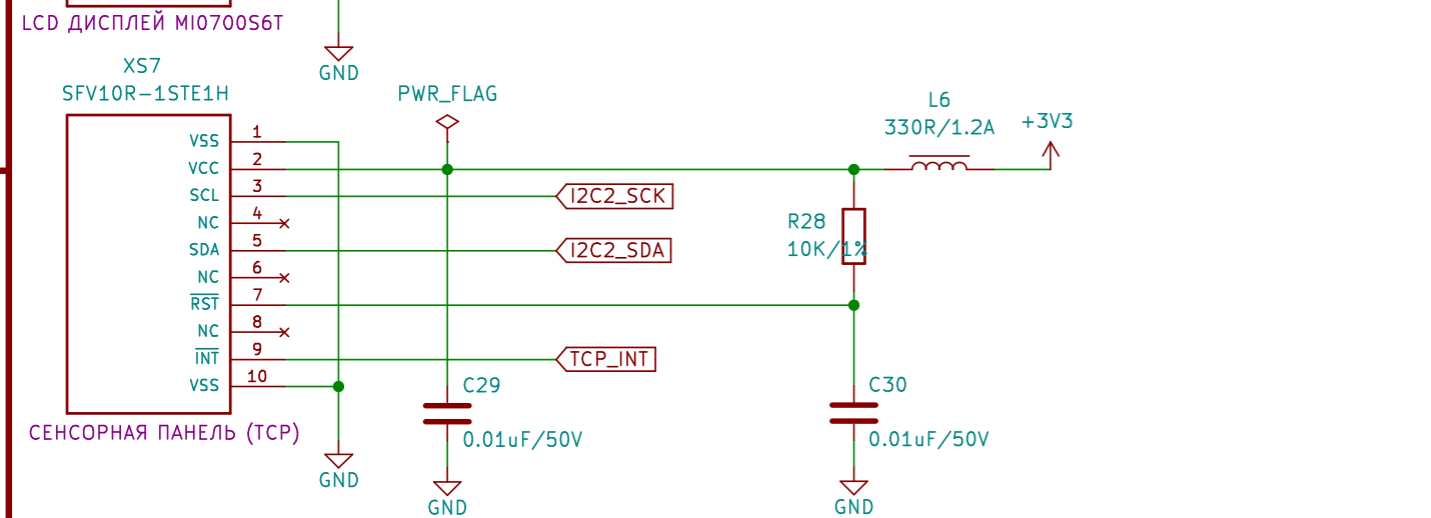 LCD ДИСПЛЕЙ MI0700S6T
GND
XS7
SFV10R-1STE1H
PWR_FLAG
L6
330R/1.2A
+3V3
VSS 1
VCC 2
SCL 3
I2C2_SCK
NC 4
R28
10K/1%
SDA 5
I2C2_SDA
NC 6
RST 7
NC 8
INT 9
TCP_INT
VSS 10
C29
0.01uF/50V
C30
0.01uF/50V
СЕНСОРНАЯ ПАНЕЛЬ (TCP)
GND
GND
GND